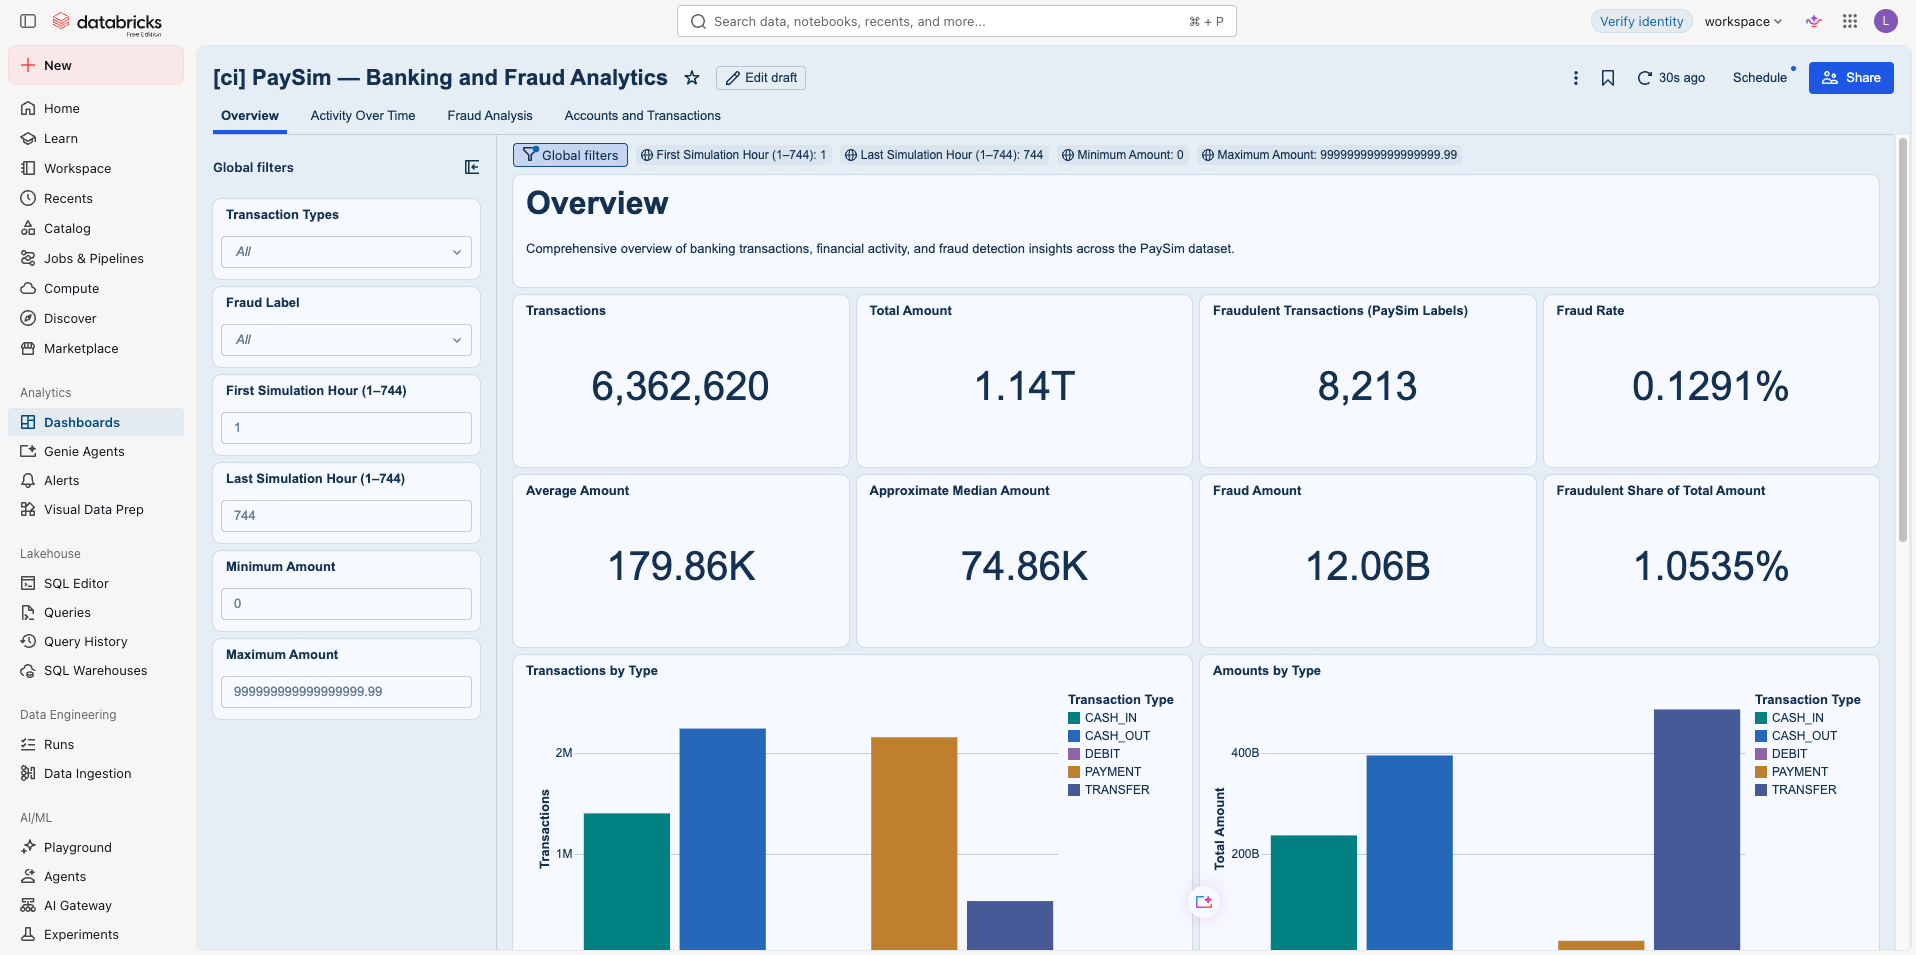 databricks
Free Edition
Search data, notebooks, recents, and more...
⌘ + P
Verify identity
workspace
L
New
Home
Learn
Workspace
Recents
Catalog
Jobs & Pipelines
Compute
Discover
Marketplace
Analytics
Dashboards
Genie Agents
Alerts
Visual Data Prep
Lakehouse
SQL Editor
Queries
Query History
SQL Warehouses
Data Engineering
Runs
Data Ingestion
AI/ML
Playground
Agents
AI Gateway
Experiments
[ci] PaySim — Banking and Fraud Analytics
Edit draft
30s ago
Schedule
Share
Overview
Activity Over Time
Fraud Analysis
Accounts and Transactions
Global filters
Transaction Types
All
Fraud Label
All
First Simulation Hour (1–744)
1
Last Simulation Hour (1–744)
744
Minimum Amount
0
Maximum Amount
999999999999999999.99
Global filters
First Simulation Hour (1–744): 1
Last Simulation Hour (1–744): 744
Minimum Amount: 0
Maximum Amount: 999999999999999999.99
Overview
Comprehensive overview of banking transactions, financial activity, and fraud detection insights across the PaySim dataset.
Transactions
6,362,620
Total Amount
1.14T
Fraudulent Transactions (PaySim Labels)
8,213
Fraud Rate
0.1291%
Average Amount
179.86K
Approximate Median Amount
74.86K
Fraud Amount
12.06B
Fraudulent Share of Total Amount
1.0535%
Transactions by Type
Transactions
2M
1M
Transaction Type
CASH_IN
CASH_OUT
DEBIT
PAYMENT
TRANSFER
Amounts by Type
Total Amount
400B
200B
Transaction Type
CASH_IN
CASH_OUT
DEBIT
PAYMENT
TRANSFER